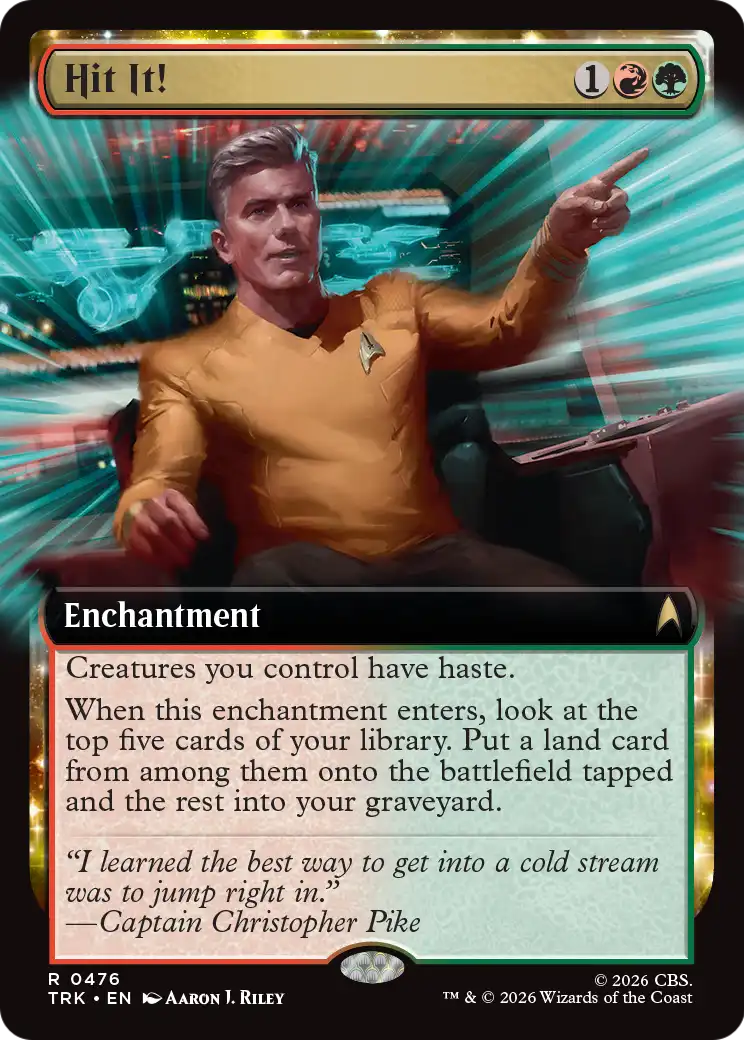 Hit It!
1
Enchantment
Creatures you control have haste.
When this enchantment enters, look at the
top five cards of your library. Put a land card
from among them onto the battlefield tapped
and the rest into your graveyard.
“I learned the best way to get into a cold stream
was to jump right in.”
—Captain Christopher Pike
R 0476
TRK • EN Aaron J. Riley
© 2026 CBS.
™ & © 2026 Wizards of the Coast